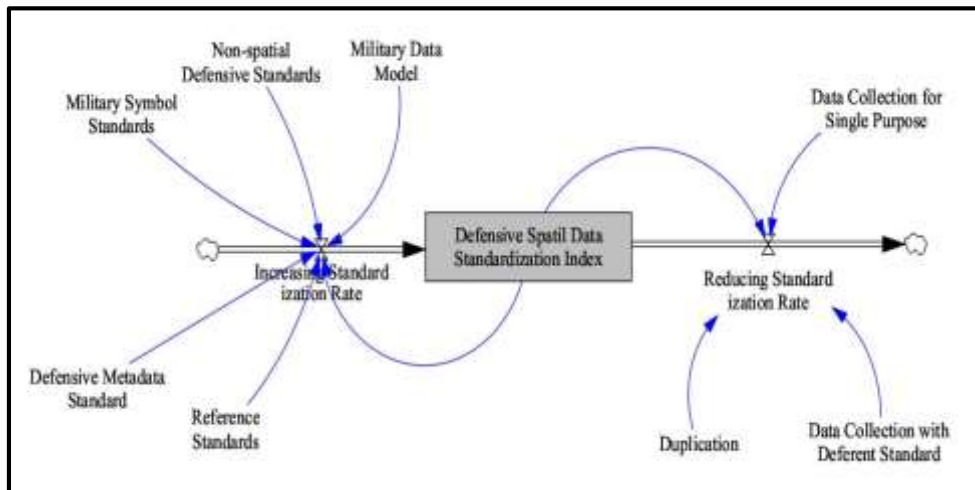 Non-spatial
Defensive Standards
Military Data
Model
Military Symbol
Standards
Data Collection for
Single Purpose
Defensive Spatil Data
Standardization Index
Increasing Standard
ization Rate
Reducing Standard
ization Rate
Defensive Metadata
Standard
Reference
Standards
Duplication
Data Collection with
Deferent Standard